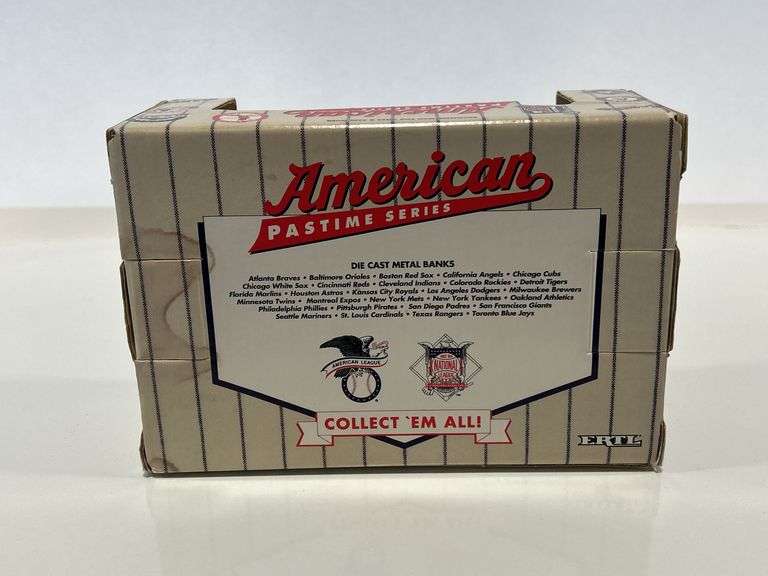 American
PASTIME SERIES
DIE CAST METAL BANKS
Atlanta Braves • Baltimore Orioles • Boston Red Sox • California Angels • Chicago Cubs
Chicago White Sox • Cincinnati Reds • Cleveland Indians • Colorado Rockies • Detroit Tigers
Florida Marlins • Houston Astros • Kansas City Royals • Los Angeles Dodgers • Milwaukee Brewers
Minnesota Twins • Montreal Expos • New York Mets • New York Yankees • Oakland Athletics
Philadelphia Phillies • Pittsburgh Pirates • San Diego Padres • San Francisco Giants
Seattle Mariners • St. Louis Cardinals • Texas Rangers • Toronto Blue Jays
AMERICAN LEAGUE
NATIONAL
LEAGUE
COLLECT 'EM ALL!
ERTL